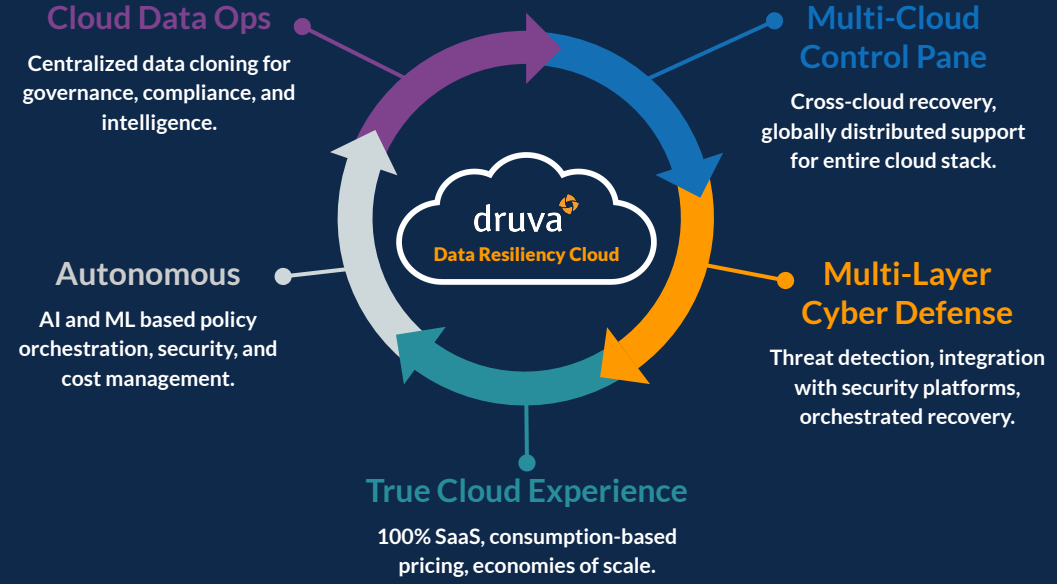 Cloud Data Ops
Centralized data cloning for
governance, compliance, and
intelligence.
Multi-Cloud
Control Pane
Cross-cloud recovery,
globally distributed support
for entire cloud stack.
druva
Data Resiliency Cloud
Autonomous
AI and ML based policy
orchestration, security, and
cost management.
Multi-Layer
Cyber Defense
Threat detection, integration
with security platforms,
orchestrated recovery.
True Cloud Experience
100% SaaS, consumption-based
pricing, economies of scale.